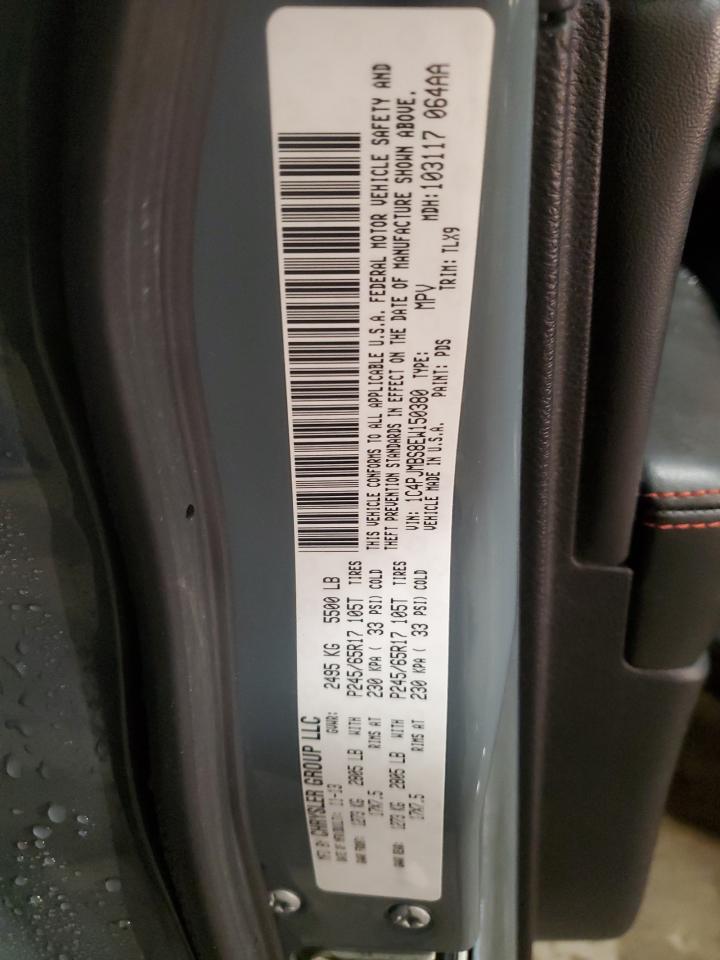 MFD BY CHRYSLER GROUP LLC
DATE OF MFR/BUILT: 11-13 GVWR: 2495 KG 5500 LB
GAWR FRONT: 1273 KG 2805 LB WITH P245/65R17 105T TIRES
17X7.5 RIMS AT 230 KPA ( 33 PSI) COLD
GAWR REAR: 1273 KG 2805 LB WITH P245/65R17 105T TIRES
17X7.5 RIMS AT 230 KPA ( 33 PSI) COLD
THIS VEHICLE CONFORMS TO ALL APPLICABLE U.S.A. FEDERAL MOTOR VEHICLE SAFETY AND
THEFT PREVENTION STANDARDS IN EFFECT ON THE DATE OF MANUFACTURE SHOWN ABOVE.
VIN: 1C4PJMBS8EW150380 TYPE: MPV MDH: 103117 064AA
VEHICLE MADE IN U.S.A. PAINT: PDS TRIM: TLX9